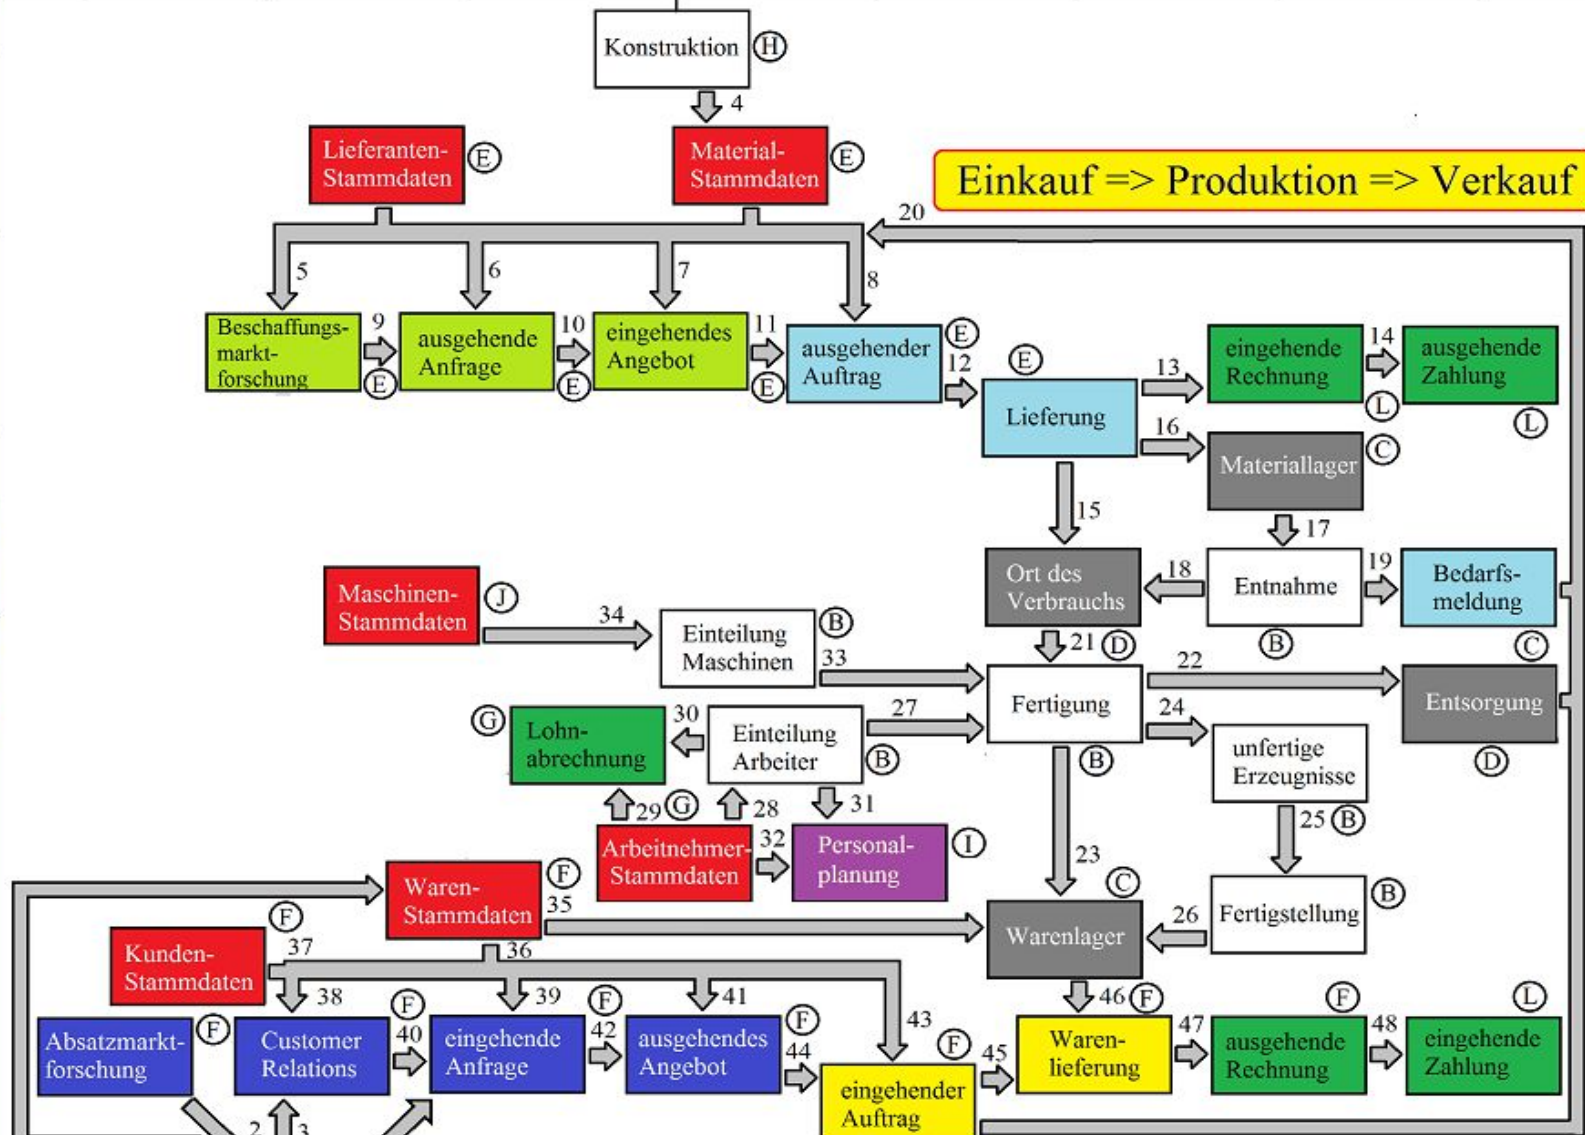 Konstruktion
H
4
Lieferanten-
Stammdaten
E
Material-
Stammdaten
E
Einkauf => Produktion => Verkauf
20
5
6
7
8
Beschaffungs-
markt-
forschung
9
E
ausgehende
Anfrage
10
E
eingehendes
Angebot
11
E
ausgehender
Auftrag
E
12
Lieferung
E
13
eingehende
Rechnung
14
L
ausgehende
Zahlung
L
16
Materiallager
C
15
17
Ort des
Verbrauchs
18
Entnahme
B
19
Bedarfs-
meldung
C
Maschinen-
Stammdaten
J
34
Einteilung
Maschinen
B
33
21
D
Fertigung
B
22
Entsorgung
D
G
Lohn-
abrechnung
30
Einteilung
Arbeiter
B
27
24
unfertige
Erzeugnisse
29
G
28
31
25
B
Arbeitnehmer-
Stammdaten
32
Personal-
planung
I
23
Waren-
Stammdaten
F
35
C
Warenlager
26
Fertigstellung
B
Kunden-
Stammdaten
F
37
36
38
39
41
43
46
F
Absatzmarkt-
forschung
F
Customer
Relations
F
40
eingehende
Anfrage
F
42
ausgehendes
Angebot
F
44
eingehender
Auftrag
F
45
Waren-
lieferung
47
ausgehende
Rechnung
F
48
eingehende
Zahlung
L
2
3